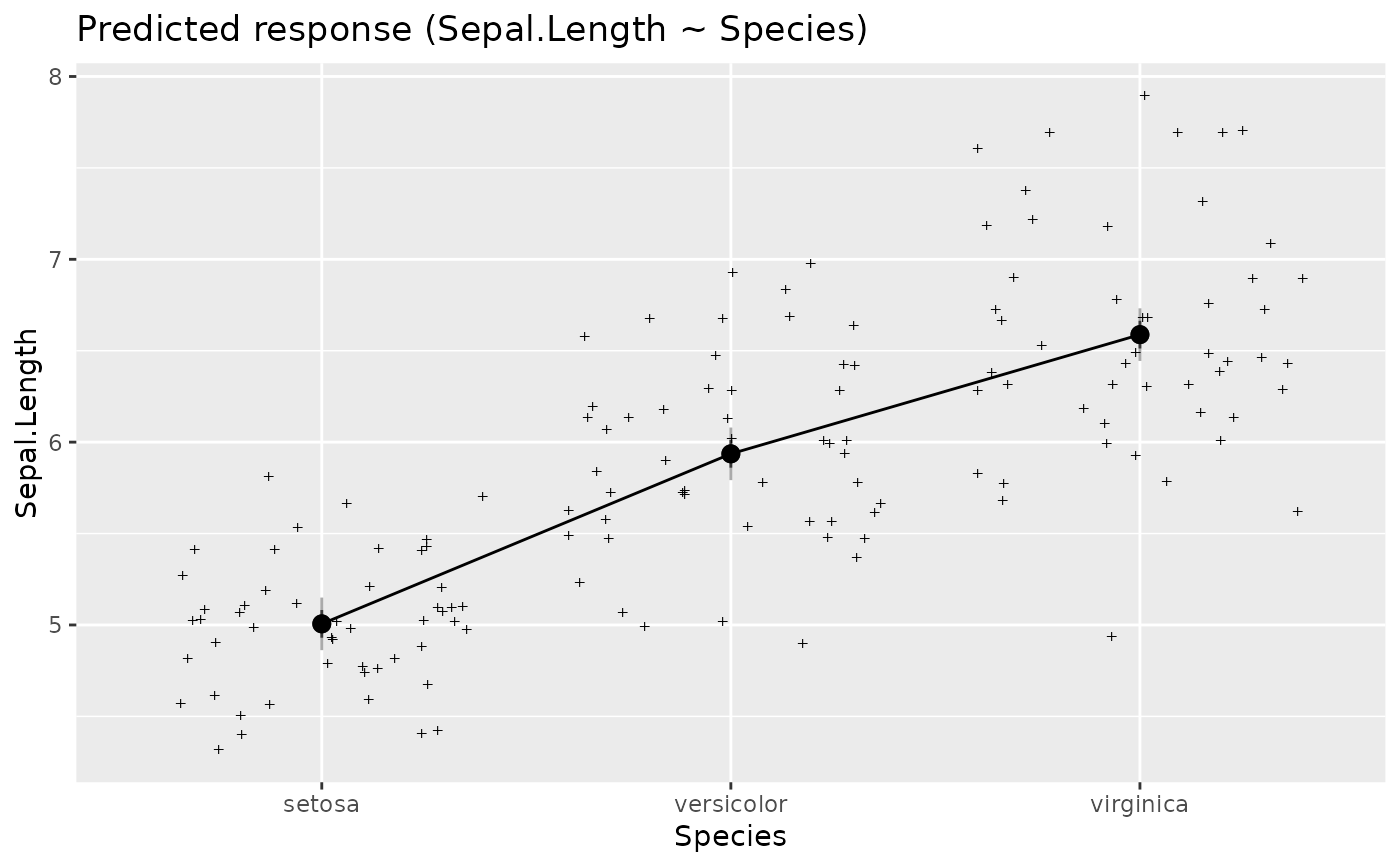 Predicted response (Sepal.Length ~ Species)
8
7
6
5
Sepal.Length
setosa
versicolor
virginica
Species